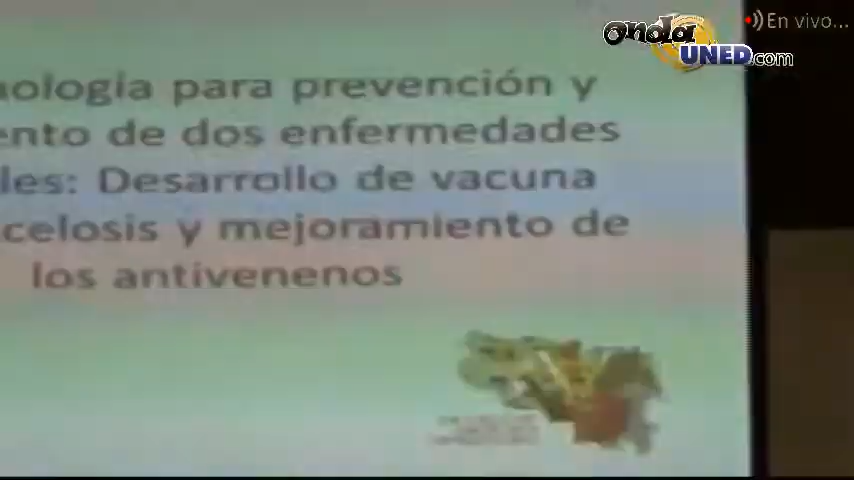 En vivo...
onda
UNED.com
ología para prevención y
ento de dos enfermedades
les: Desarrollo de vacuna
celosis y mejoramiento de
los antivenenos